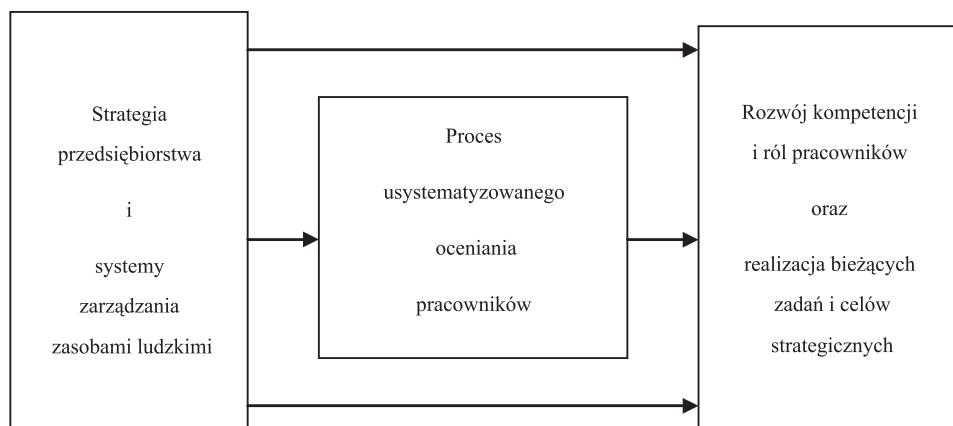 Strategia
przedsiębiorstwa
i
systemy
zarządzania
zasobami ludzkimi
Proces
usystematyzowanego
oceniania
pracowników
Rozwój kompetencji
i ról pracowników
oraz
realizacja bieżących
zadań i celów
strategicznych